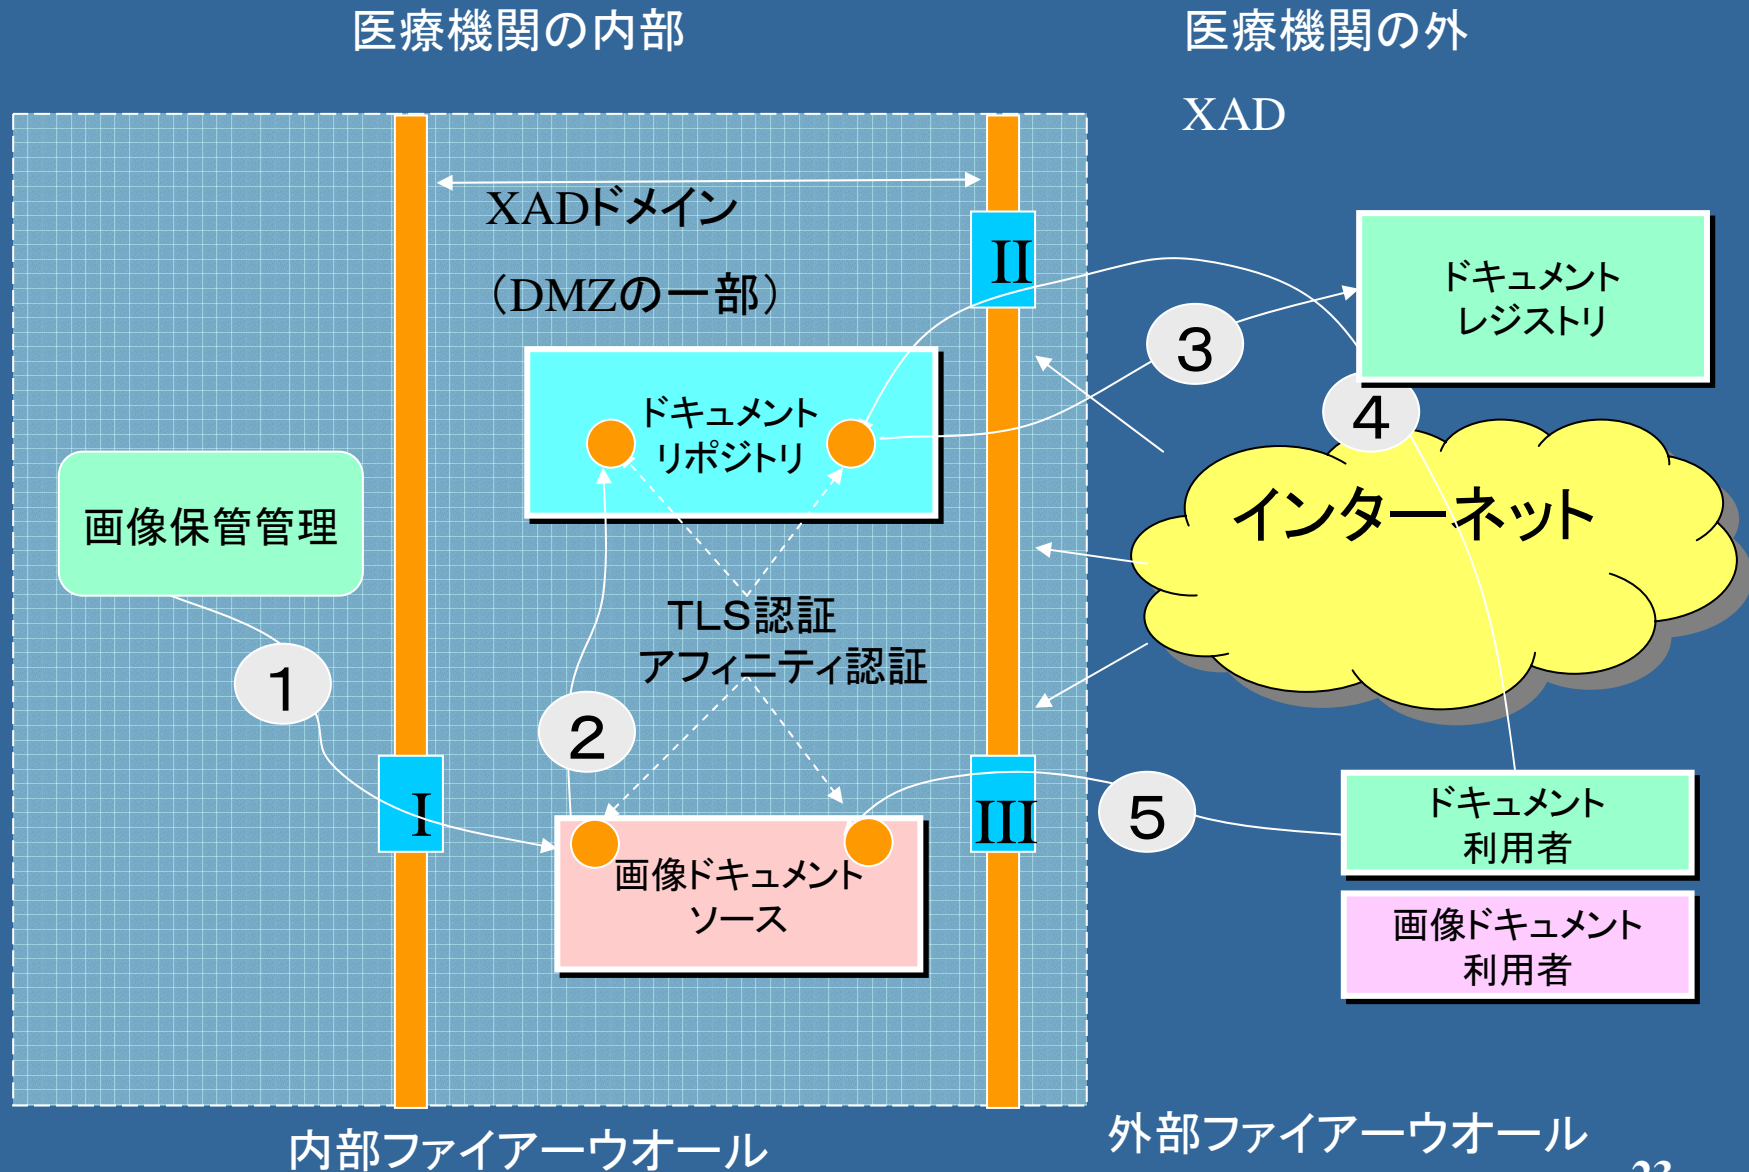 医療機関の内部
医療機関の外
XAD
XADドメイン
（DMZの一部）
II
ドキュメント
レジストリ
3
4
ドキュメント
リポジトリ
画像保管管理
インターネット
TLS認証
アフィニティ認証
1
2
I
III
5
ドキュメント
利用者
画像ドキュメント
ソース
画像ドキュメント
利用者
内部ファイアーウオール
外部ファイアーウオール
23